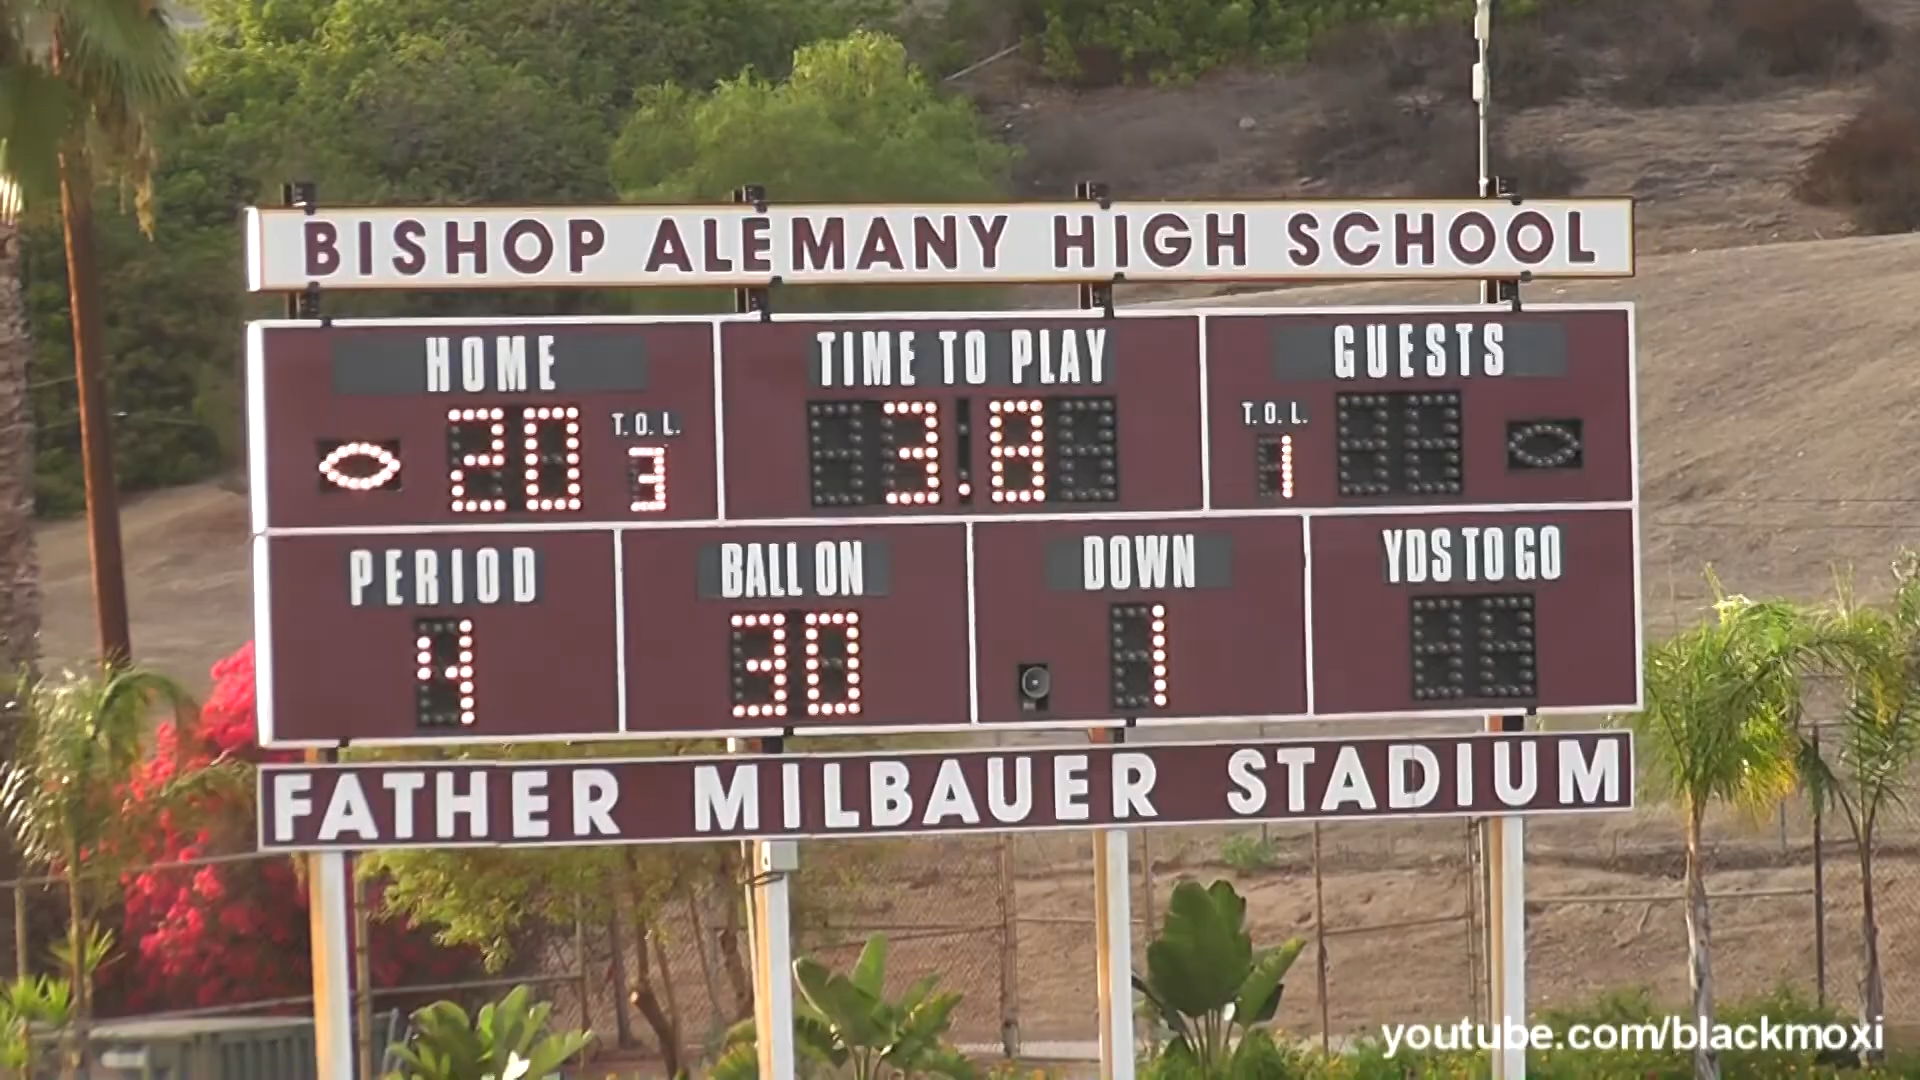 BISHOP ALEMANY HIGH SCHOOL
HOME TIME TO PLAY GUESTS
20 T.O.L. 3 3.8 T.O.L. 1
PERIOD BALL ON DOWN YDS TO GO
4 30 1
FATHER MILBAUER STADIUM
youtube.com/blackmoxi